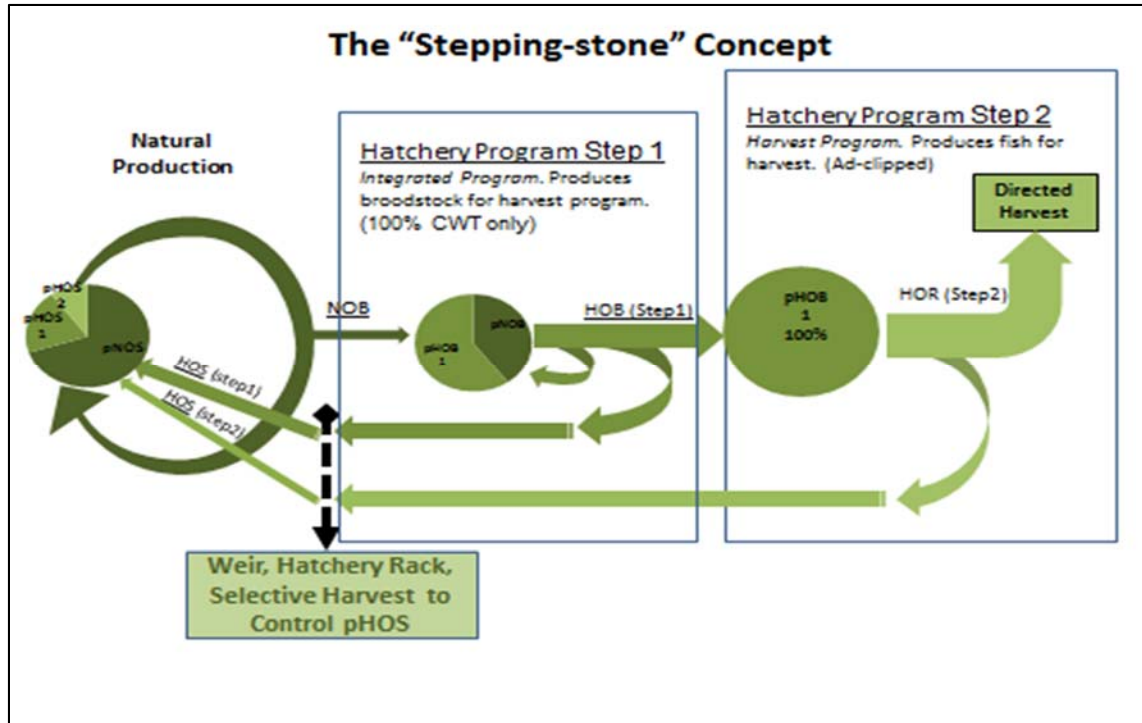 The “Stepping-stone” Concept
Natural
Production
Hatchery Program Step 1
Integrated Program. Produces
broodstock for harvest program.
(100% CWT only)
Hatchery Program Step 2
Harvest Program. Produces fish for
harvest. (Ad-clipped)
Directed
Harvest
pHOS
2
pHOS
1
pNOS
NOB
pNOB
pHOB
1
HOB (Step1)
pHOB
1
100%
HOR (Step2)
HOS (step1)
HOS (step2)
Weir, Hatchery Rack,
Selective Harvest to
Control pHOS